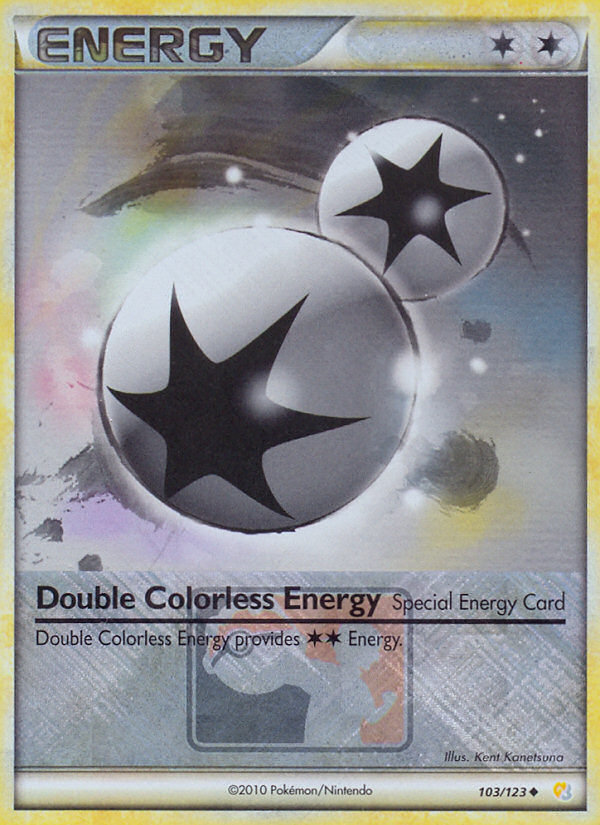 ENERGY
Double Colorless Energy Special Energy Card
Double Colorless Energy provides Energy.
Illus. Kent Kanetsuna
©2010 Pokémon/Nintendo
103/123